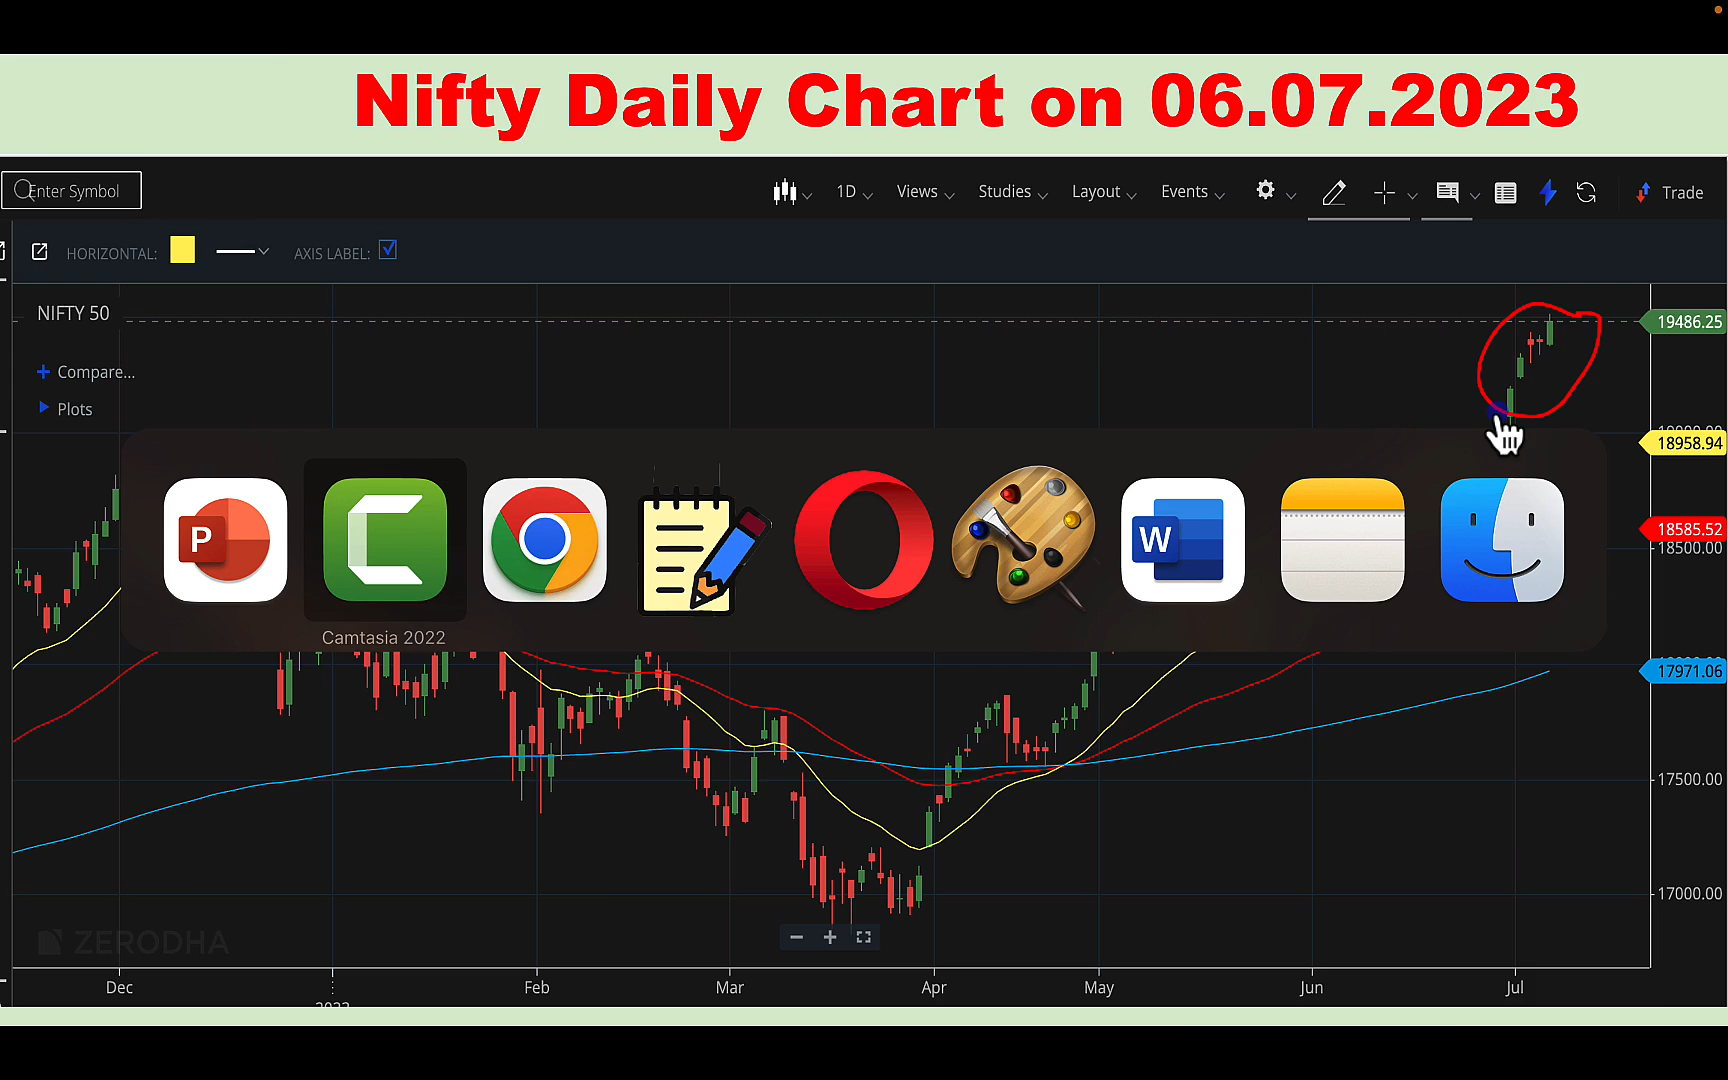 Nifty Daily Chart on 06.07.2023
Enter Symbol
1D
Views
Studies
Layout
Events
Trade
HORIZONTAL:
AXIS LABEL:
NIFTY 50
19486.25
Compare...
Plots
18958.94
18585.52
18500.00
P
W
Camtasia 2022
17971.06
17500.00
17000.00
ZERODHA
Dec
Feb
Mar
Apr
May
Jun
Jul